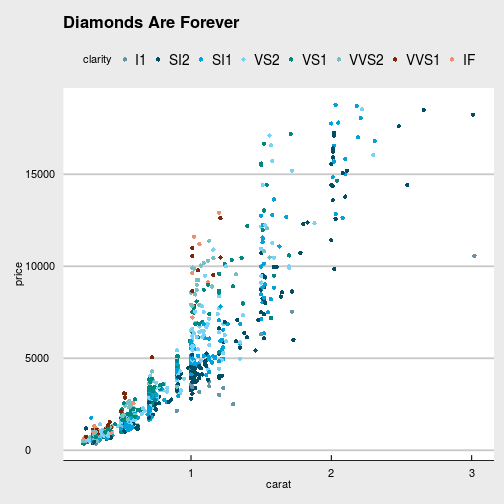 Diamonds Are Forever
clarity I1 SI2 SI1 VS2 VS1 VVS2 VVS1 IF
15000
10000
5000
0
price
1 2 3
carat